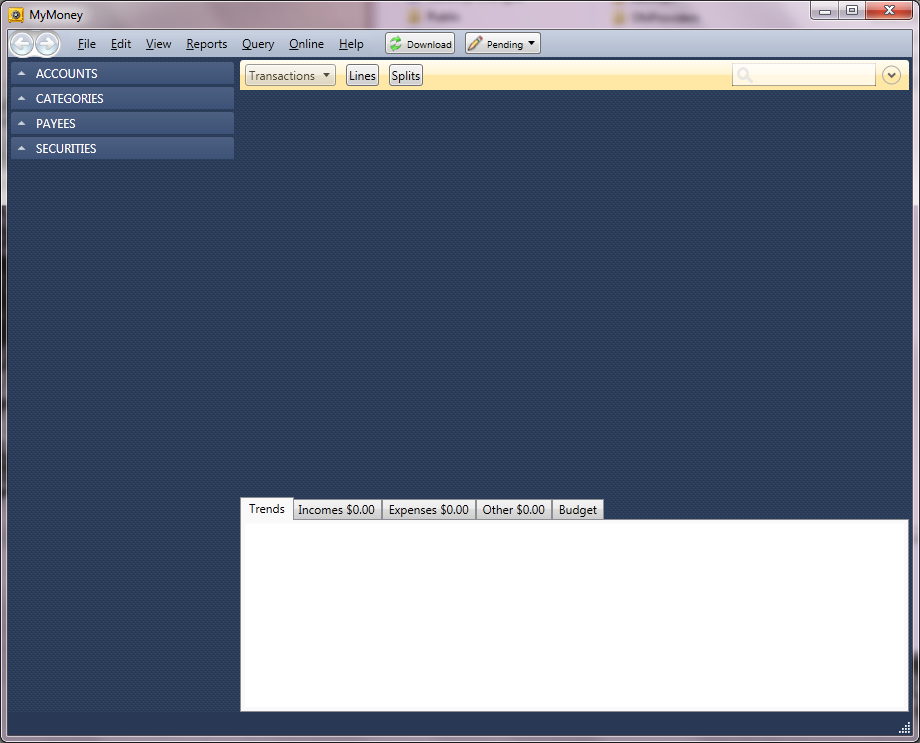 MyMoney
File Edit View Reports Query Online Help Download Pending
ACCOUNTS
CATEGORIES
PAYEES
SECURITIES
Transactions Lines Splits
Trends Incomes $0.00 Expenses $0.00 Other $0.00 Budget